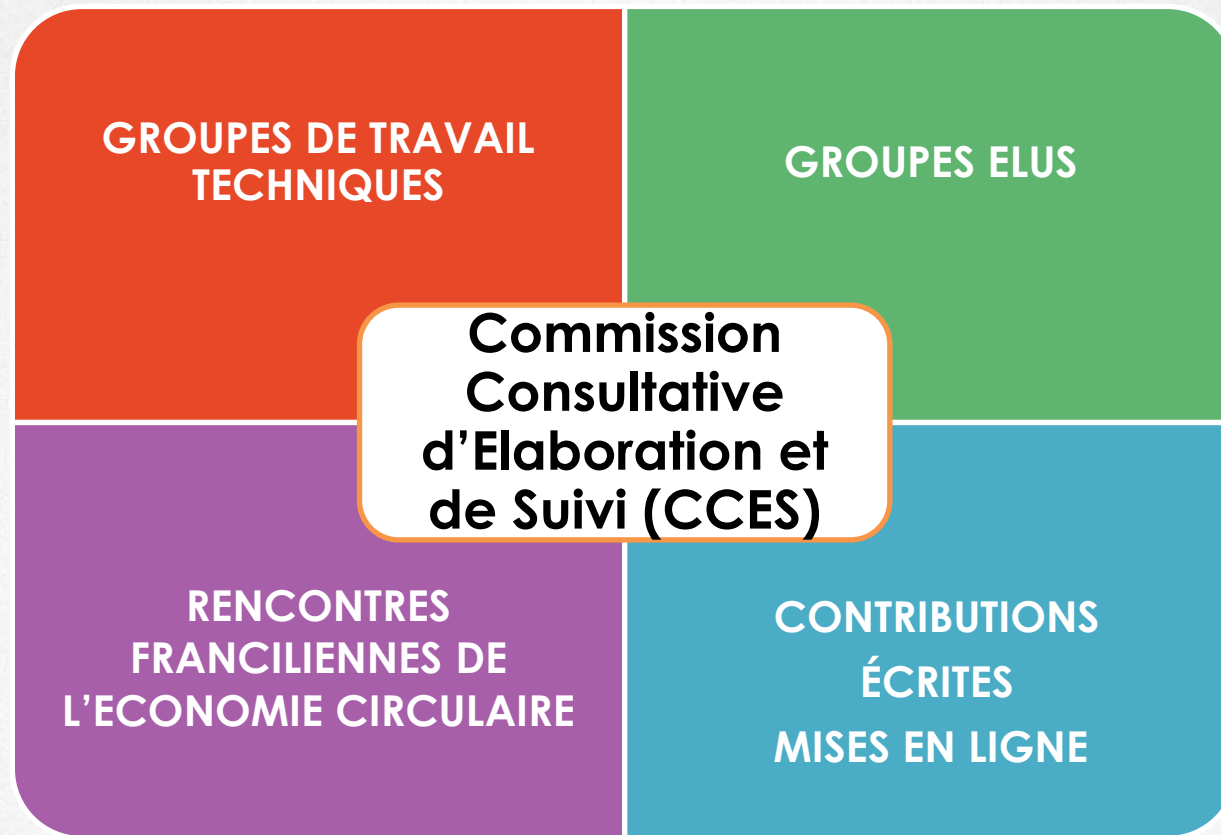 GROUPES DE TRAVAIL
TECHNIQUES
GROUPES ELUS
Commission
Consultative
d’Elaboration et
de Suivi (CCES)
RENCONTRES
FRANCILIENNES DE
L’ECONOMIE CIRCULAIRE
CONTRIBUTIONS
ÉCRITES
MISES EN LIGNE